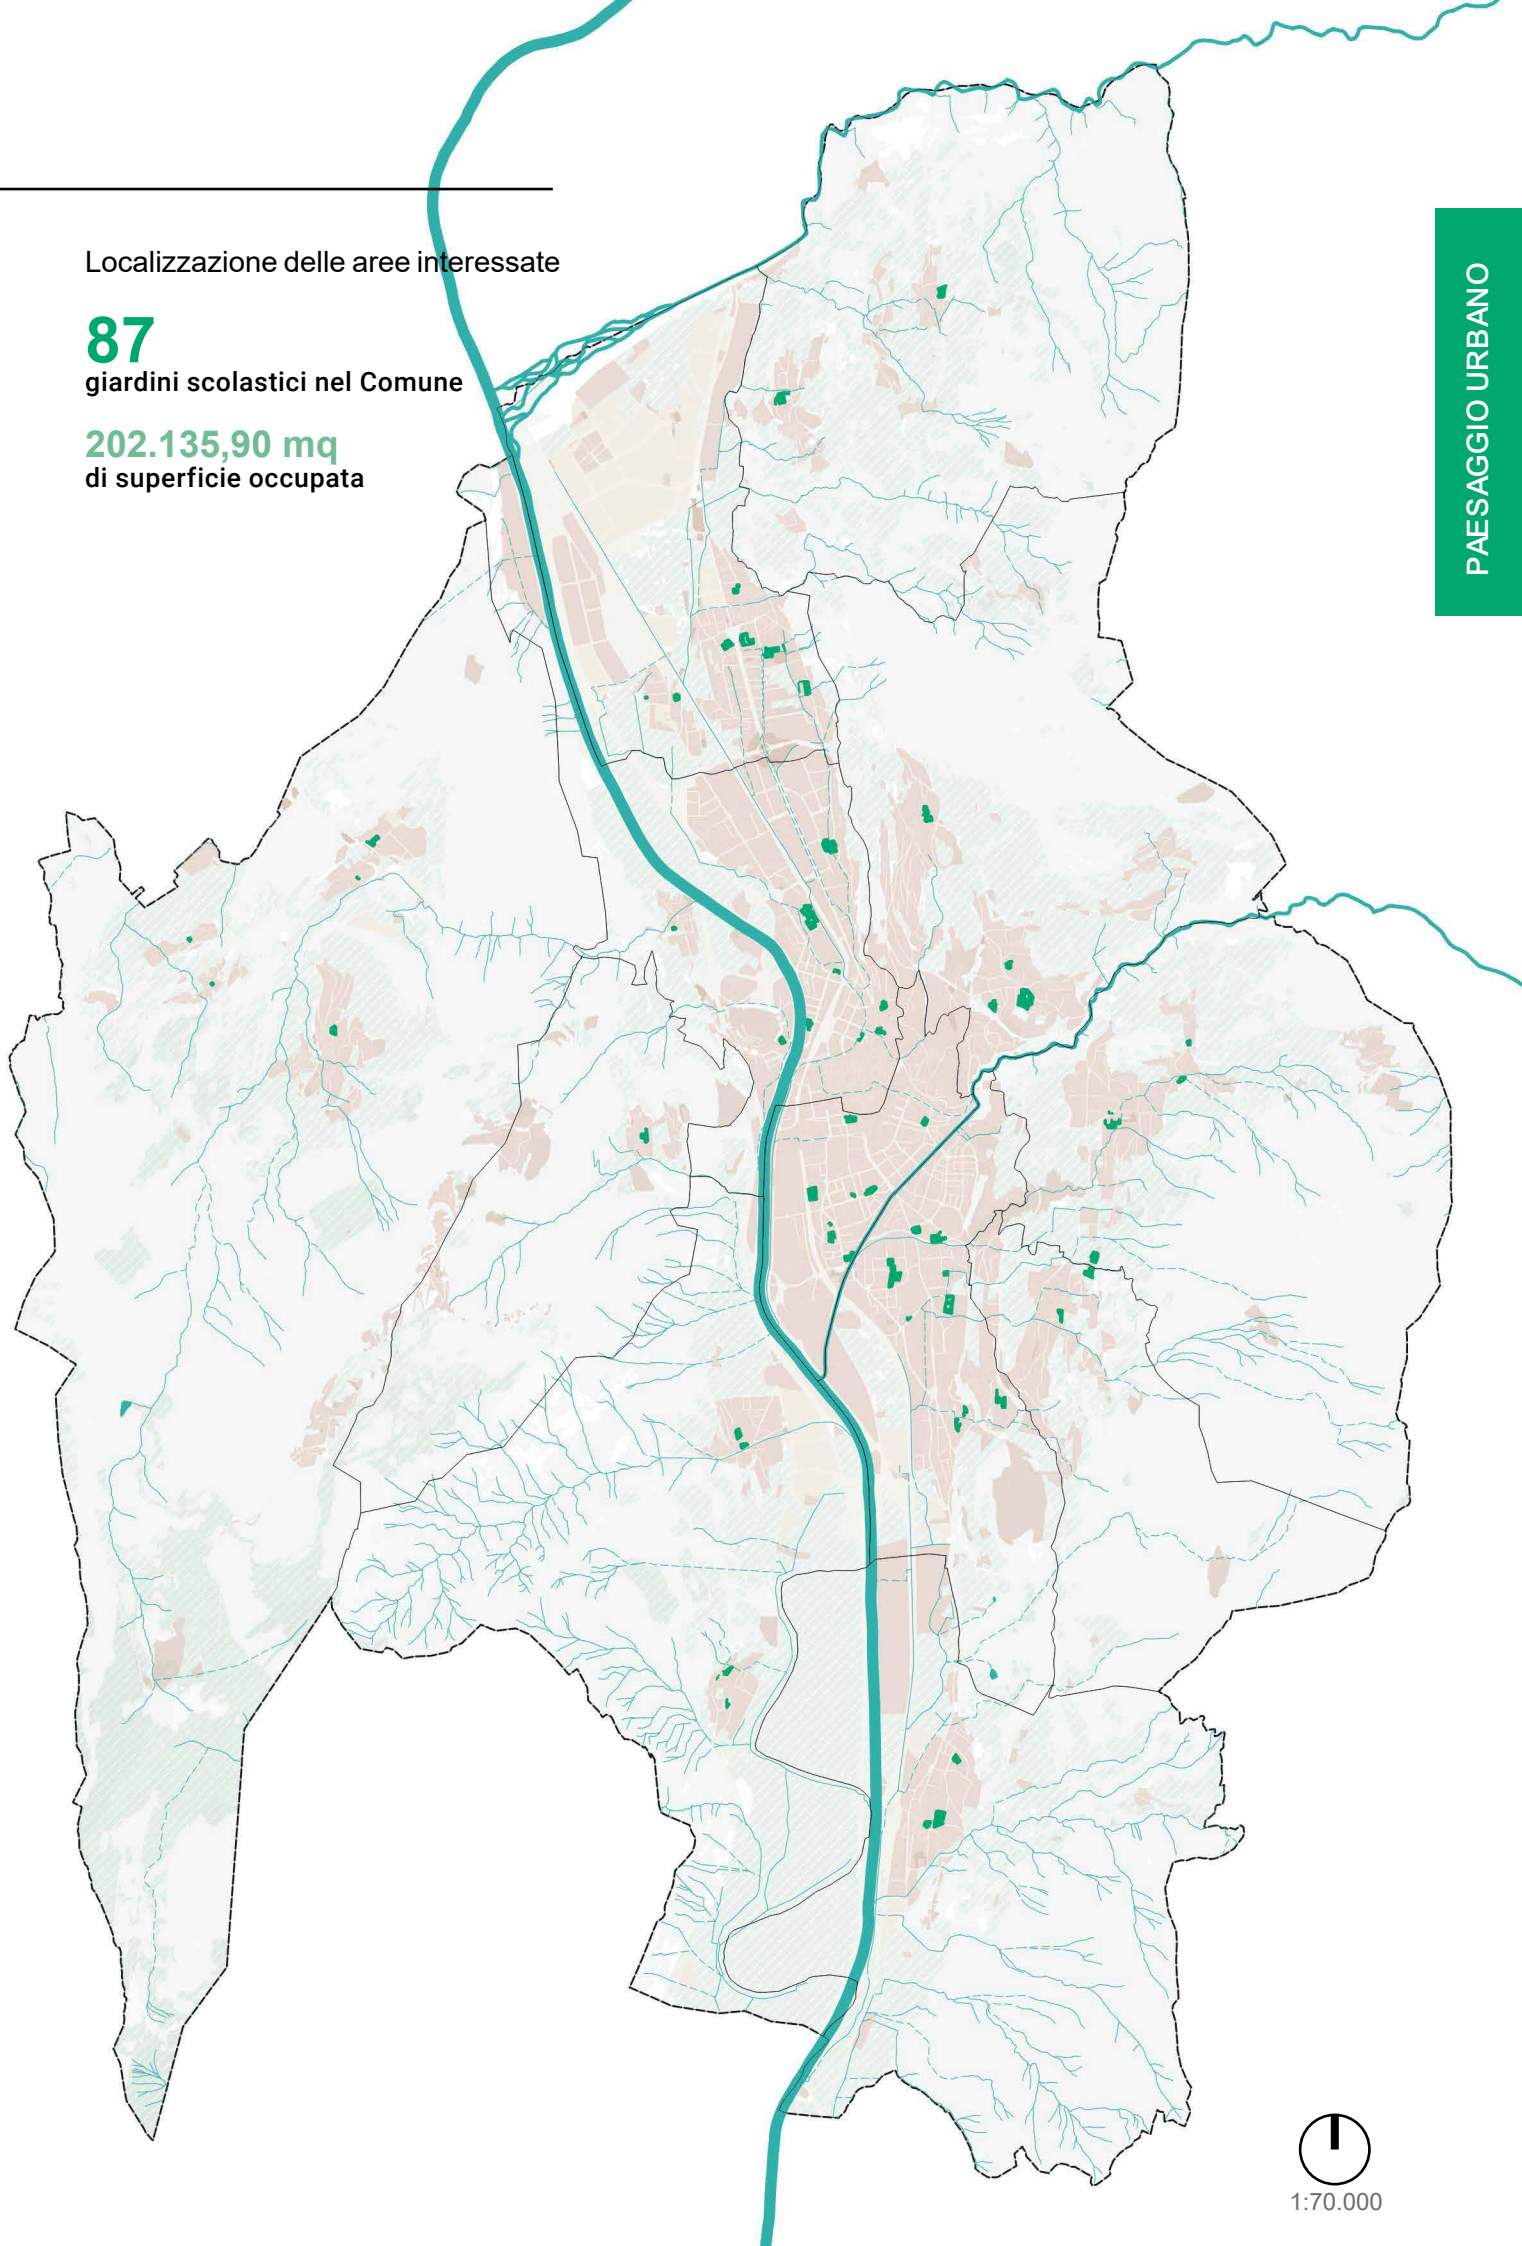 Localizzazione delle aree interessate
87
giardini scolastici nel Comune
202.135,90 mq
di superficie occupata
PAESAGGIO URBANO
1:70.000